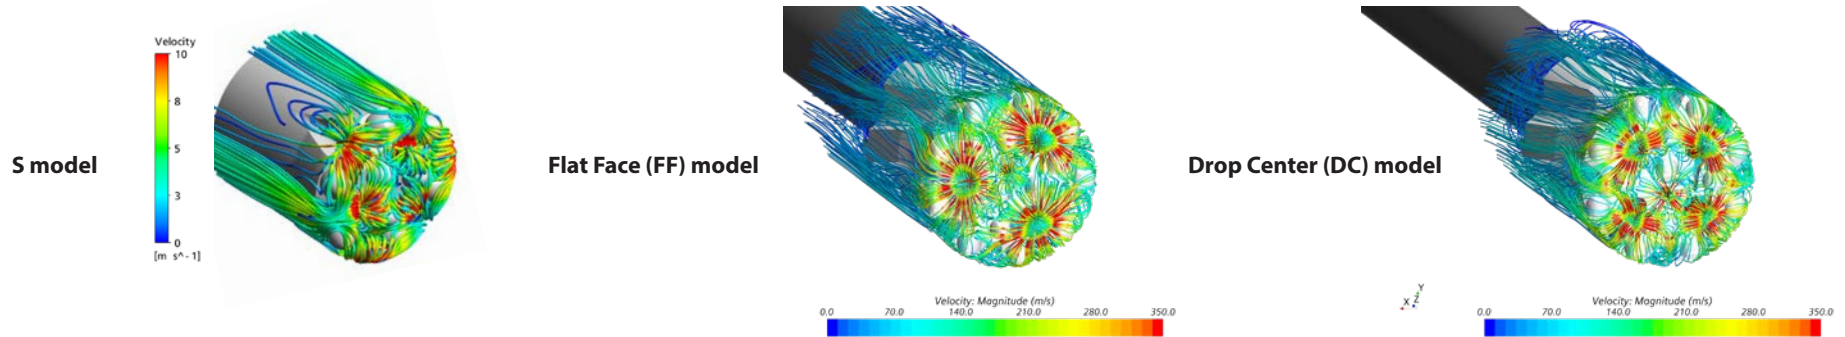 S model
Velocity
10
8
5
3
0
[m s^-1]
Flat Face (FF) model
Velocity: Magnitude (m/s)
0.0 70.0 140.0 210.0 280.0 350.0
Drop Center (DC) model
Y
X Z
Velocity: Magnitude (m/s)
0.0 70.0 140.0 210.0 280.0 350.0